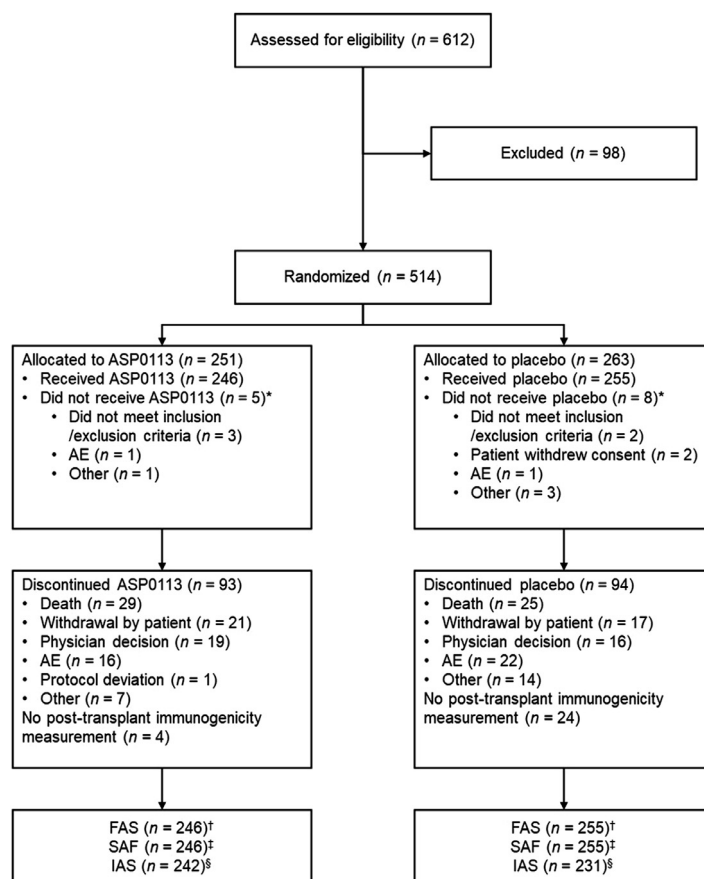 Assessed for eligibility (n = 612)
Excluded (n = 98)
Randomized (n = 514)
Allocated to ASP0113 (n = 251)
• Received ASP0113 (n = 246)
• Did not receive ASP0113 (n = 5)*
• Did not meet inclusion
/exclusion criteria (n = 3)
• AE (n = 1)
• Other (n = 1)
Allocated to placebo (n = 263)
• Received placebo (n = 255)
• Did not receive placebo (n = 8)*
• Did not meet inclusion
/exclusion criteria (n = 2)
• Patient withdrew consent (n = 2)
• AE (n = 1)
• Other (n = 3)
Discontinued ASP0113 (n = 93)
• Death (n = 29)
• Withdrawal by patient (n = 21)
• Physician decision (n = 19)
• AE (n = 16)
• Protocol deviation (n = 1)
• Other (n = 7)
No post-transplant immunogenicity
measurement (n = 4)
Discontinued placebo (n = 94)
• Death (n = 25)
• Withdrawal by patient (n = 17)
• Physician decision (n = 16)
• AE (n = 22)
• Other (n = 14)
No post-transplant immunogenicity
measurement (n = 24)
FAS (n = 246)†
SAF (n = 246)‡
IAS (n = 242)§
FAS (n = 255)†
SAF (n = 255)‡
IAS (n = 231)§